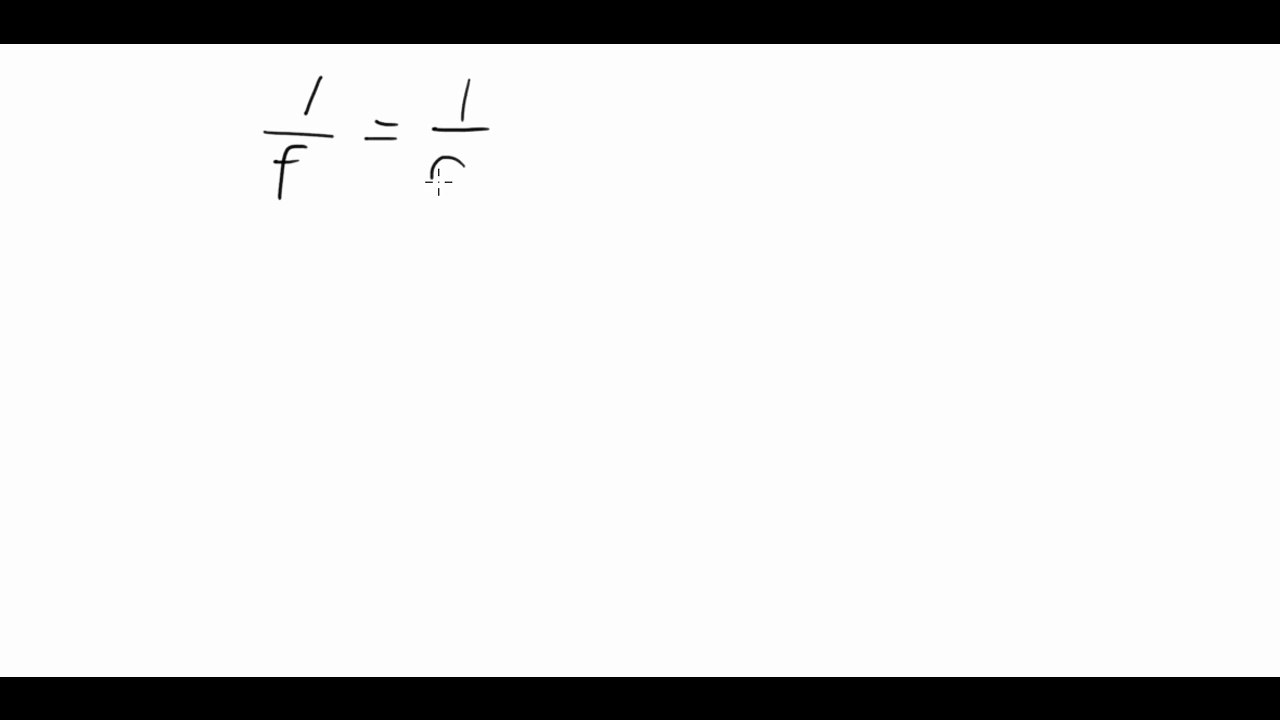 1/f = 1/